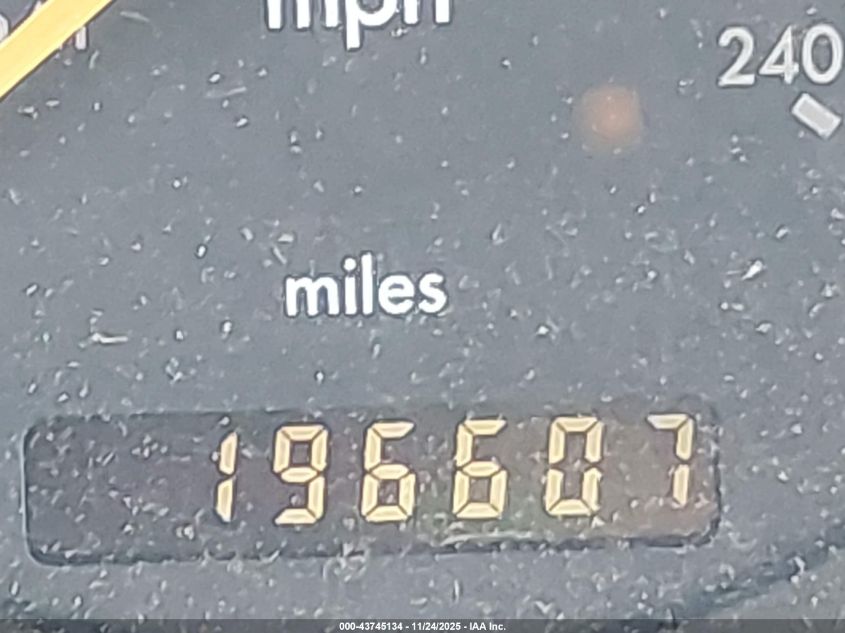 mph
240
miles
196607
000-43745134 - 11/24/2025 - IAA Inc.